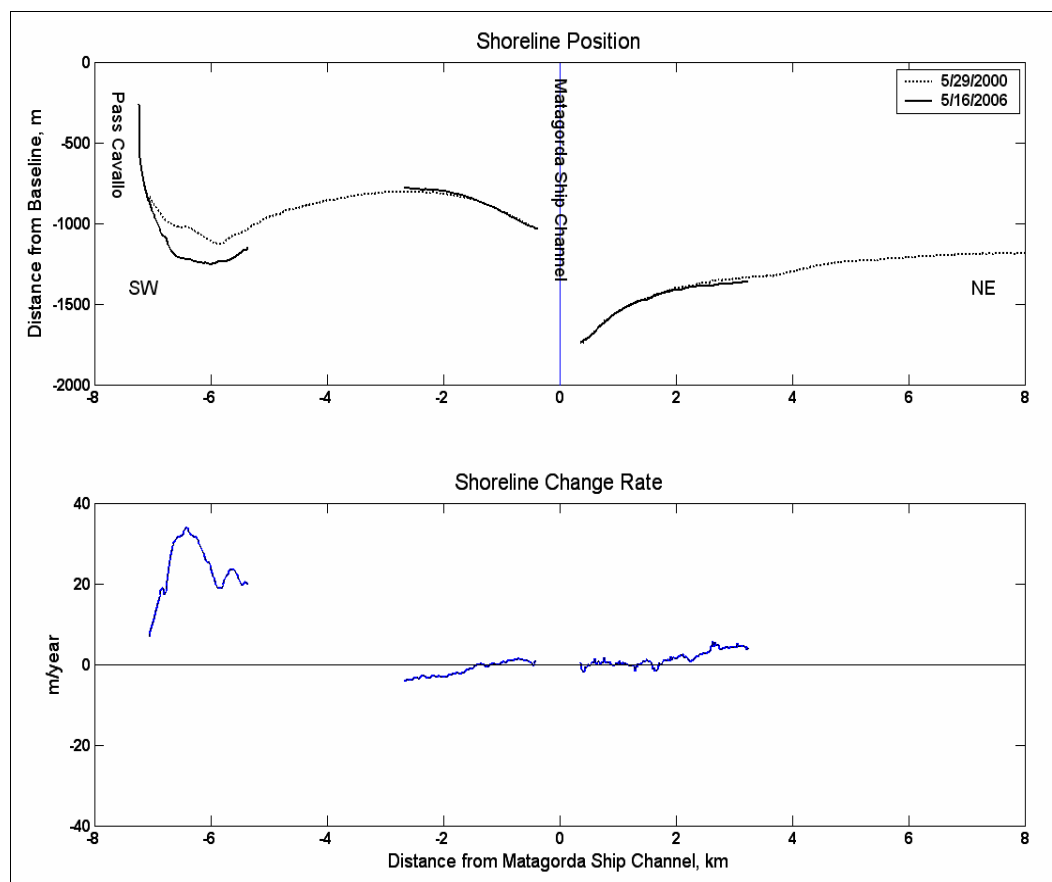 Shoreline Position
Distance from Baseline, m
0
-500
-1000
-1500
-2000
Pass Cavallo
SW
Matagorda Ship Channel
5/29/2000
5/16/2006
NE
-8 -6 -4 -2 0 2 4 6 8
Shoreline Change Rate
m/year
40
20
0
-20
-40
-8 -6 -4 -2 0 2 4 6 8
Distance from Matagorda Ship Channel, km